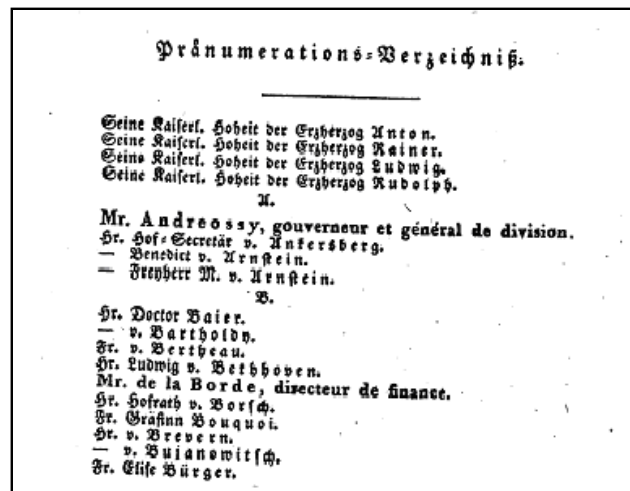 Pränumerations-Verzeichniß.
Seine Kaiserl. Hoheit der Erzherzog Anton.
Seine Kaiserl. Hoheit der Erzherzog Rainer.
Seine Kaiserl. Hoheit der Erzherzog Ludwig.
Seine Kaiserl. Hoheit der Erzherzog Rudolph.
A.
Mr. Andreossy, gouverneur et général de division.
Hr. Hof-Secretär v. Ankersberg.
— Benedict v. Arnstein.
— Freyherr M. v. Arnstein.
B.
Hr. Doctor Baier.
— v. Bartholdy.
Fr. v. Bertheau.
Hr. Ludwig v. Bethhoven.
Mr. de la Borde, directeur de finance.
Hr. Hofrath v. Borsch.
Fr. Gräfinn Bouquoi.
Hr. v. Brevern.
— v. Bujanowitsch.
Fr. Elise Bürger.